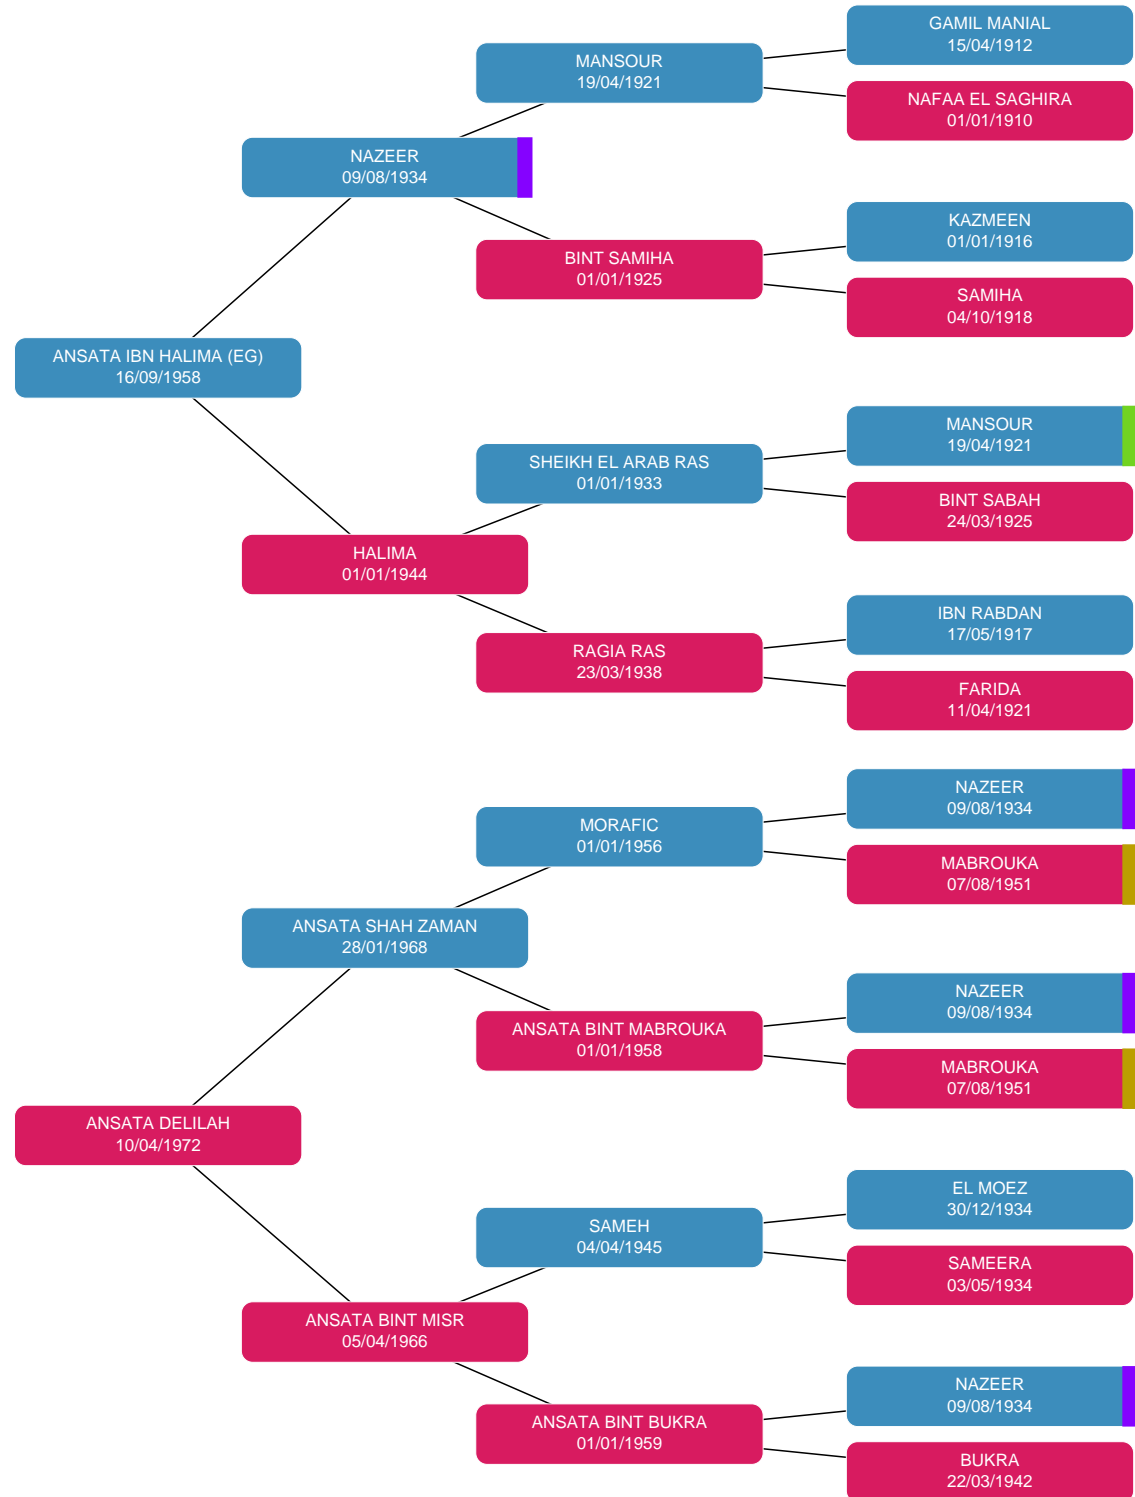 GAMIL MANIAL
15/04/1912
MANSOUR
19/04/1921
NAFAA EL SAGHIRA
01/01/1910
NAZEER
09/08/1934
KAZMEEN
01/01/1916
BINT SAMIHA
01/01/1925
SAMIHA
04/10/1918
ANSATA IBN HALIMA (EG)
16/09/1958
MANSOUR
19/04/1921
SHEIKH EL ARAB RAS
01/01/1933
BINT SABAH
24/03/1925
HALIMA
01/01/1944
IBN RABDAN
17/05/1917
RAGIA RAS
23/03/1938
FARIDA
11/04/1921
NAZEER
09/08/1934
MORAFIC
01/01/1956
MABROUKA
07/08/1951
ANSATA SHAH ZAMAN
28/01/1968
NAZEER
09/08/1934
ANSATA BINT MABROUKA
01/01/1958
MABROUKA
07/08/1951
ANSATA DELILAH
10/04/1972
EL MOEZ
30/12/1934
SAMEH
04/04/1945
SAMEERA
03/05/1934
ANSATA BINT MISR
05/04/1966
NAZEER
09/08/1934
ANSATA BINT BUKRA
01/01/1959
BUKRA
22/03/1942